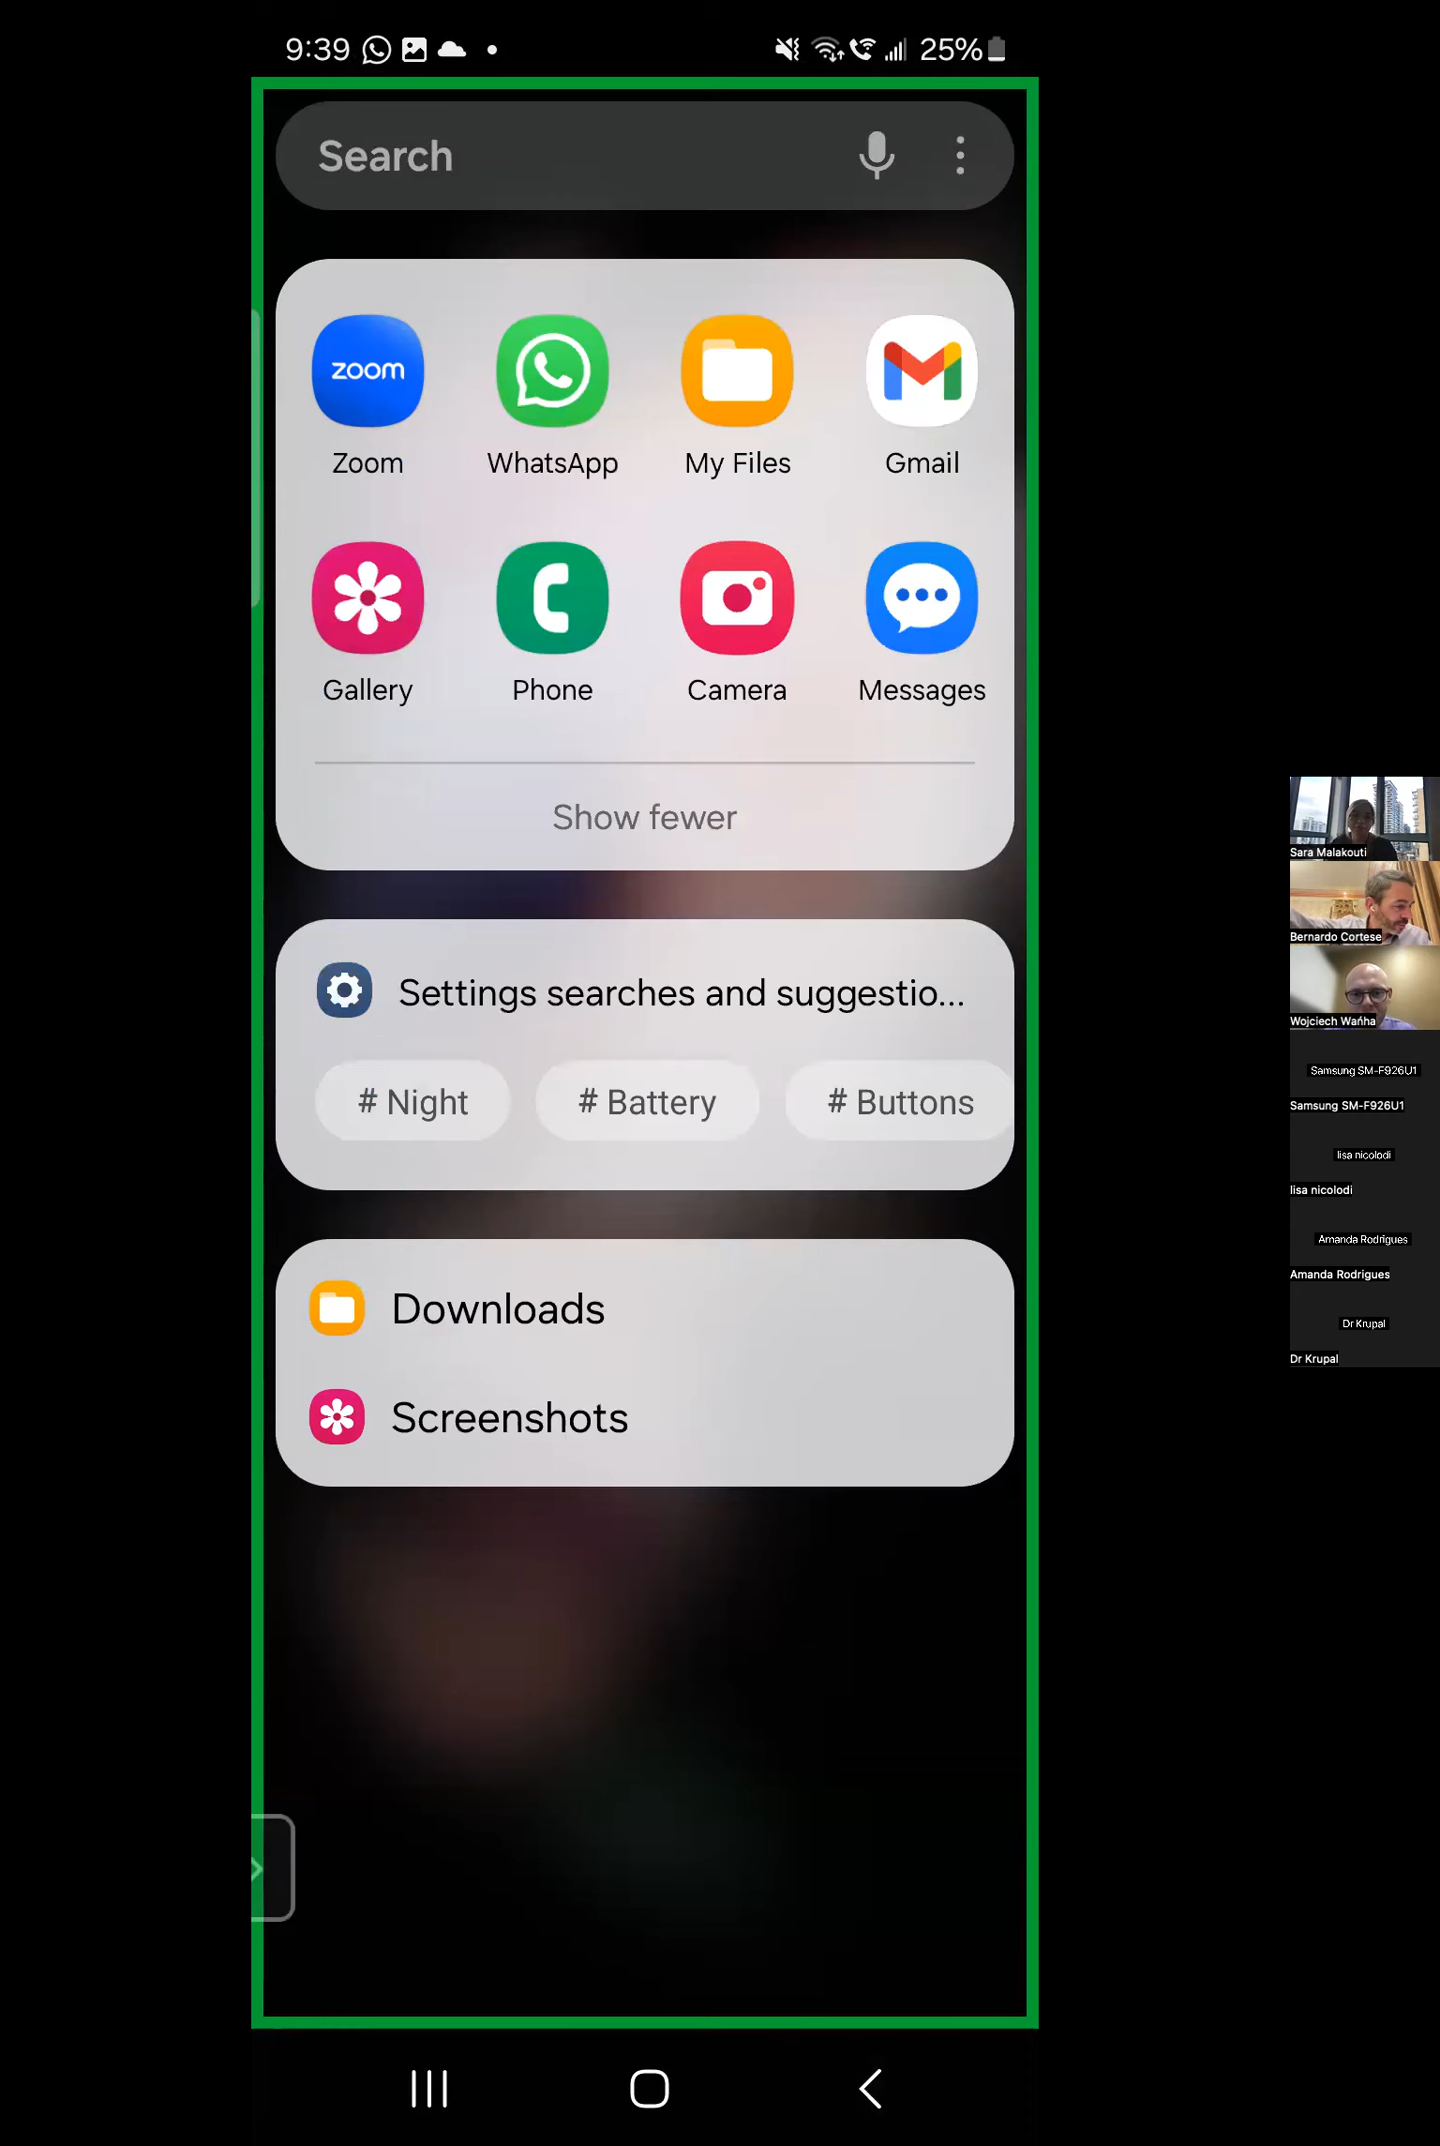 9:39
25%
Search
zoom
Zoom
WhatsApp
My Files
Gmail
Gallery
Phone
Camera
Messages
Show fewer
Settings searches and suggestio...
# Night
# Battery
# Buttons
Downloads
Screenshots
Sara Malakouti
Bernardo Cortese
Wojciech Wańha
Samsung SM-F926U1
Samsung SM-F926U1
lisa nicolodi
lisa nicolodi
Amanda Rodrigues
Amanda Rodrigues
Dr Krupal
Dr Krupal